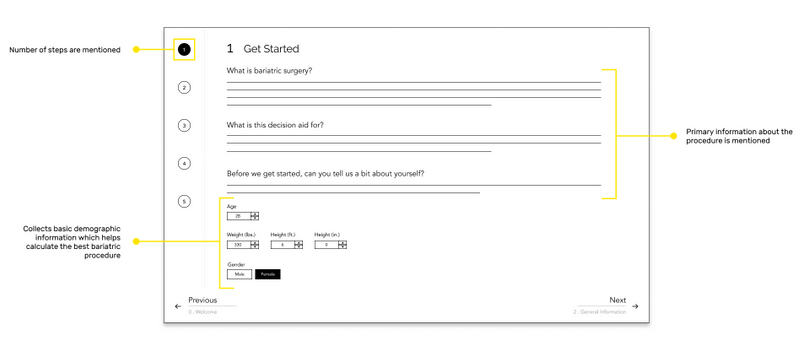 Number of steps are mentioned
1
1 Get Started
What is bariatric surgery?
2
What is this decision aid for?
3
Primary information about the
procedure is mentioned
4
Before we get started, can you tell us a bit about yourself?
5
Collects basic demographic
information which helps
calculate the best bariatric
procedure
Age
28
Weight (lbs.) Height (ft.) Height (in.)
330 6 0
Gender
Male Female
Previous Next
0 . Welcome 2 . General Information